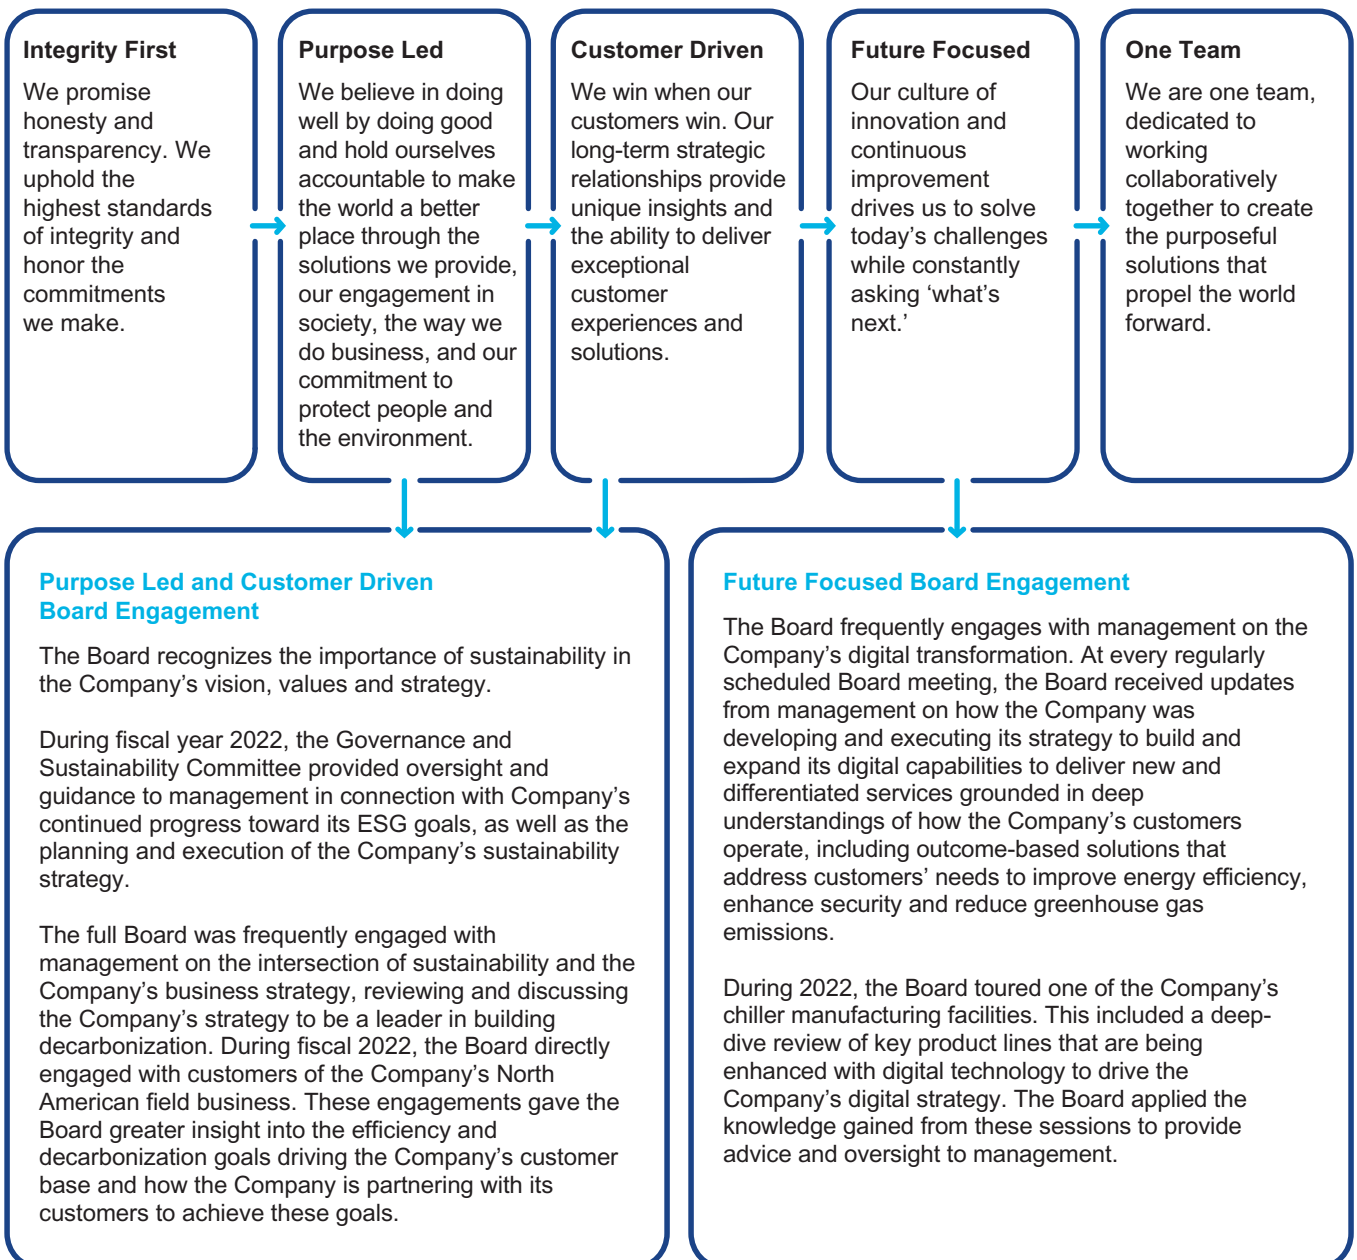 Integrity First
We promise
honesty and
transparency. We
uphold the
highest standards
of integrity and
honor the
commitments
we make.
Purpose Led
We believe in doing
well by doing good
and hold ourselves
accountable to make
the world a better
place through the
solutions we provide,
our engagement in
society, the way we
do business, and our
commitment to
protect people and
the environment.
Customer Driven
We win when our
customers win. Our
long-term strategic
relationships provide
unique insights and
the ability to deliver
exceptional
customer
experiences and
solutions.
Future Focused
Our culture of
innovation and
continuous
improvement
drives us to solve
today’s challenges
while constantly
asking ‘what’s
next.’
One Team
We are one team,
dedicated to
working
collaboratively
together to create
the purposeful
solutions that
propel the world
forward.
Purpose Led and Customer Driven
Board Engagement
The Board recognizes the importance of sustainability in
the Company’s vision, values and strategy.
During fiscal year 2022, the Governance and
Sustainability Committee provided oversight and
guidance to management in connection with Company’s
continued progress toward its ESG goals, as well as the
planning and execution of the Company’s sustainability
strategy.
The full Board was frequently engaged with
management on the intersection of sustainability and the
Company’s business strategy, reviewing and discussing
the Company’s strategy to be a leader in building
decarbonization. During fiscal 2022, the Board directly
engaged with customers of the Company’s North
American field business. These engagements gave the
Board greater insight into the efficiency and
decarbonization goals driving the Company’s customer
base and how the Company is partnering with its
customers to achieve these goals.
Future Focused Board Engagement
The Board frequently engages with management on the
Company’s digital transformation. At every regularly
scheduled Board meeting, the Board received updates
from management on how the Company was
developing and executing its strategy to build and
expand its digital capabilities to deliver new and
differentiated services grounded in deep
understandings of how the Company’s customers
operate, including outcome-based solutions that
address customers’ needs to improve energy efficiency,
enhance security and reduce greenhouse gas
emissions.
During 2022, the Board toured one of the Company’s
chiller manufacturing facilities. This included a deep-
dive review of key product lines that are being
enhanced with digital technology to drive the
Company’s digital strategy. The Board applied the
knowledge gained from these sessions to provide
advice and oversight to management.